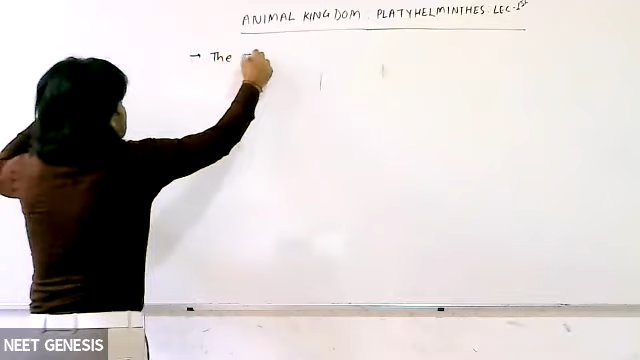 ANIMAL KINGDOM : PLATYHELMINTHES LEC-1st
→ The
NEET GENESIS